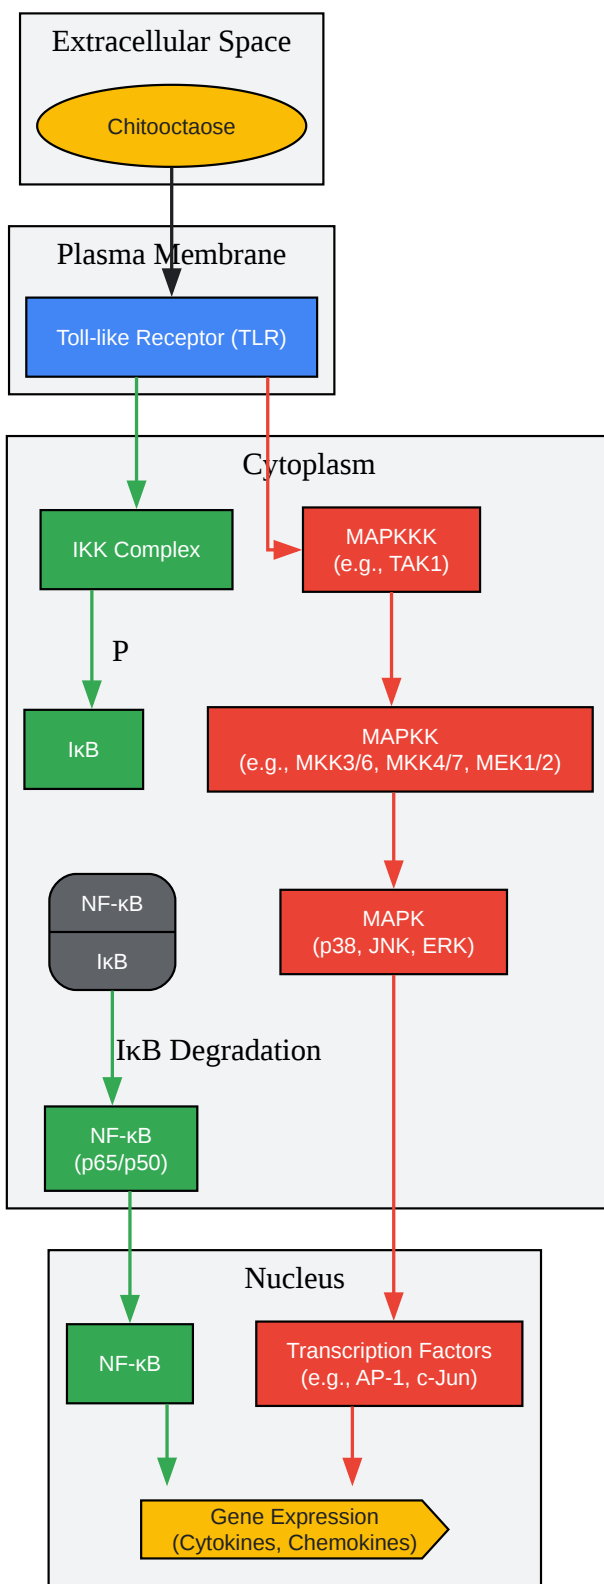 Extracellular Space
Chitooctaose
Plasma Membrane
Toll-like Receptor (TLR)
Cytoplasm
IKK Complex
MAPKKK
(e.g., TAK1)
P
IκB
MAPKK
(e.g., MKK3/6, MKK4/7, MEK1/2)
NF-κB
IκB
MAPK
(p38, JNK, ERK)
IκB Degradation
NF-κB
(p65/p50)
Nucleus
NF-κB
Transcription Factors
(e.g., AP-1, c-Jun)
Gene Expression
(Cytokines, Chemokines)